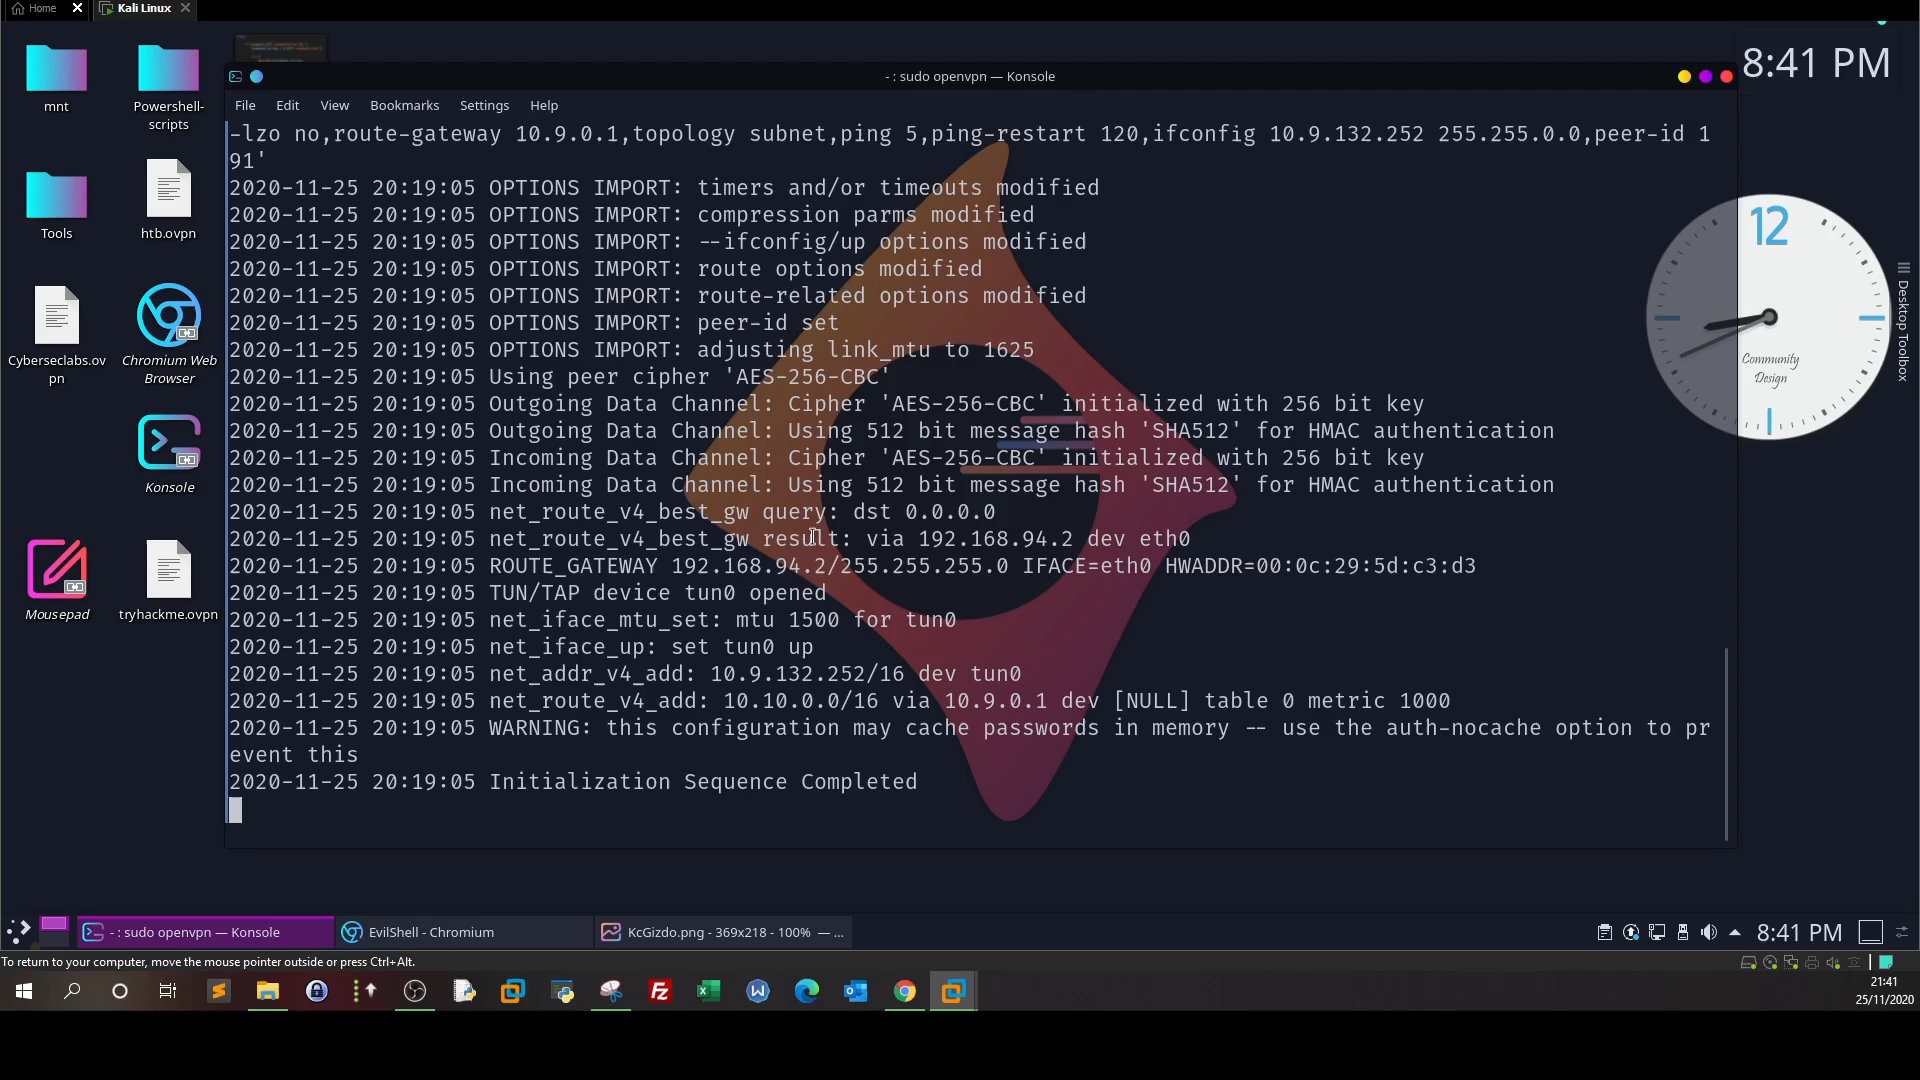 Home
Kali Linux
8:41 PM
- : sudo openvpn — Konsole
File Edit View Bookmarks Settings Help
-lzo no,route-gateway 10.9.0.1,topology subnet,ping 5,ping-restart 120,ifconfig 10.9.132.252 255.255.0.0,peer-id 1
91'
2020-11-25 20:19:05 OPTIONS IMPORT: timers and/or timeouts modified
2020-11-25 20:19:05 OPTIONS IMPORT: compression parms modified
2020-11-25 20:19:05 OPTIONS IMPORT: --ifconfig/up options modified
2020-11-25 20:19:05 OPTIONS IMPORT: route options modified
2020-11-25 20:19:05 OPTIONS IMPORT: route-related options modified
2020-11-25 20:19:05 OPTIONS IMPORT: peer-id set
2020-11-25 20:19:05 OPTIONS IMPORT: adjusting link_mtu to 1625
2020-11-25 20:19:05 Using peer cipher 'AES-256-CBC'
2020-11-25 20:19:05 Outgoing Data Channel: Cipher 'AES-256-CBC' initialized with 256 bit key
2020-11-25 20:19:05 Outgoing Data Channel: Using 512 bit message hash 'SHA512' for HMAC authentication
2020-11-25 20:19:05 Incoming Data Channel: Cipher 'AES-256-CBC' initialized with 256 bit key
2020-11-25 20:19:05 Incoming Data Channel: Using 512 bit message hash 'SHA512' for HMAC authentication
2020-11-25 20:19:05 net_route_v4_best_gw query: dst 0.0.0.0
2020-11-25 20:19:05 net_route_v4_best_gw result: via 192.168.94.2 dev eth0
2020-11-25 20:19:05 ROUTE_GATEWAY 192.168.94.2/255.255.255.0 IFACE=eth0 HWADDR=00:0c:29:5d:c3:d3
2020-11-25 20:19:05 TUN/TAP device tun0 opened
2020-11-25 20:19:05 net_iface_mtu_set: mtu 1500 for tun0
2020-11-25 20:19:05 net_iface_up: set tun0 up
2020-11-25 20:19:05 net_addr_v4_add: 10.9.132.252/16 dev tun0
2020-11-25 20:19:05 net_route_v4_add: 10.10.0.0/16 via 10.9.0.1 dev [NULL] table 0 metric 1000
2020-11-25 20:19:05 WARNING: this configuration may cache passwords in memory -- use the auth-nocache option to pr
event this
2020-11-25 20:19:05 Initialization Sequence Completed
mnt
Powershell-
scripts
Tools
htb.ovpn
Cyberseclabs.ov
pn
Chromium Web
Browser
Konsole
Mousepad
tryhackme.ovpn
12
Community
Design
Desktop Toolbox
- : sudo openvpn — Konsole
EvilShell - Chromium
KcGizdo.png - 369x218 - 100% — ...
8:41 PM
To return to your computer, move the mouse pointer outside or press Ctrl+Alt.
21:41
25/11/2020